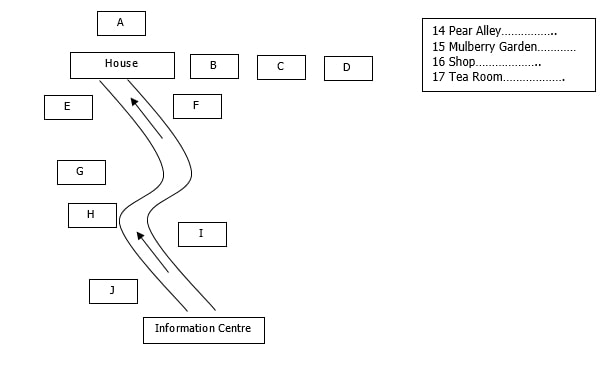 A
House
B
C
D
E
F
G
H
I
J
Information Centre
14 Pear Alley……………..
15 Mulberry Garden…………
16 Shop………………..
17 Tea Room……………….